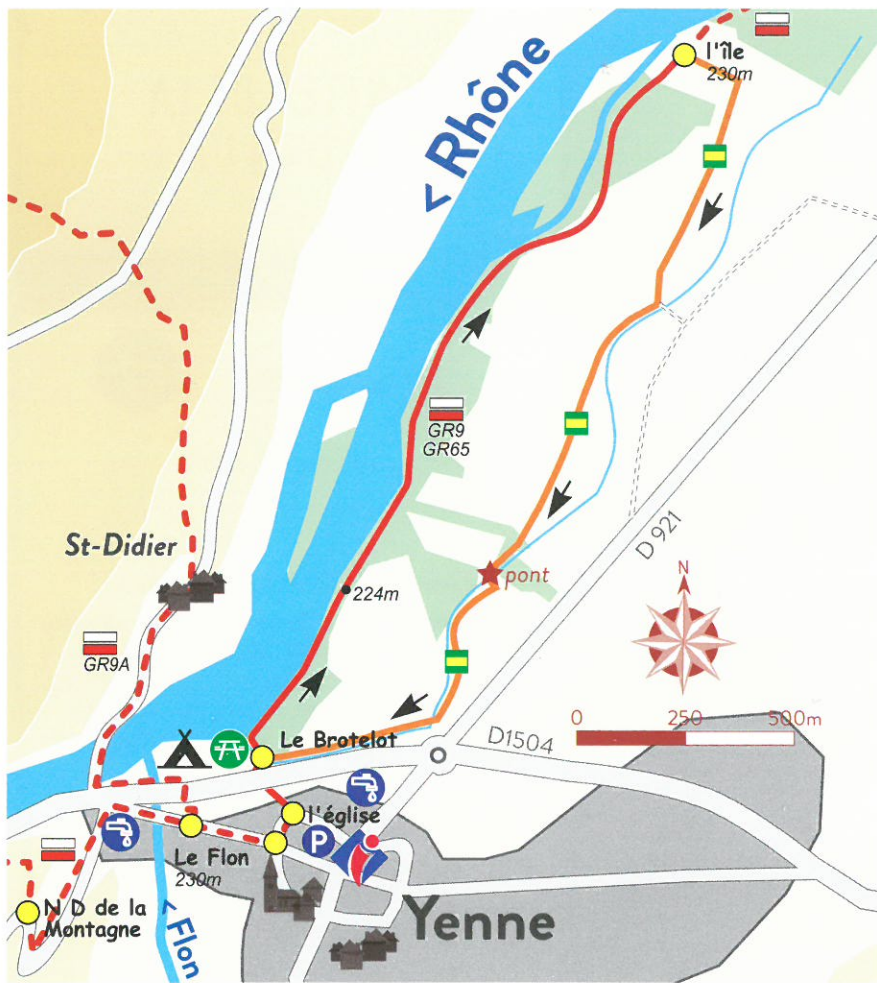 l'île
230m
< Rhône
GR9
GR65
D 921
St-Didier
pont
N
224m
GR9A
0 250 500m
Le Brotelot
D1504
l'église
P
Le Flon
230m
N D de la
Montagne
< Flon
Yenne